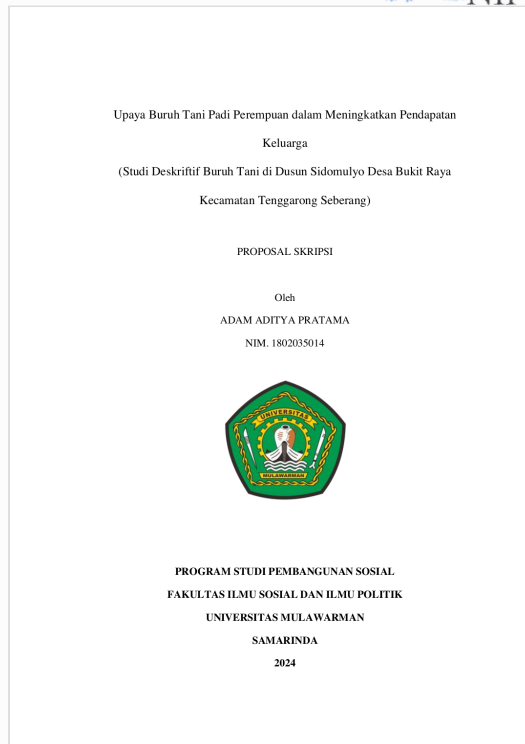 Upaya Buruh Tani Padi Perempuan dalam Meningkatkan Pendapatan
Keluarga
(Studi Deskriftif Buruh Tani di Dusun Sidomulyo Desa Bukit Raya
Kecamatan Tenggarong Seberang)
PROPOSAL SKRIPSI
Oleh
ADAM ADITYA PRATAMA
NIM. 1802035014
UNIVERSITAS
MULAWARMAN
PROGRAM STUDI PEMBANGUNAN SOSIAL
FAKULTAS ILMU SOSIAL DAN ILMU POLITIK
UNIVERSITAS MULAWARMAN
SAMARINDA
2024